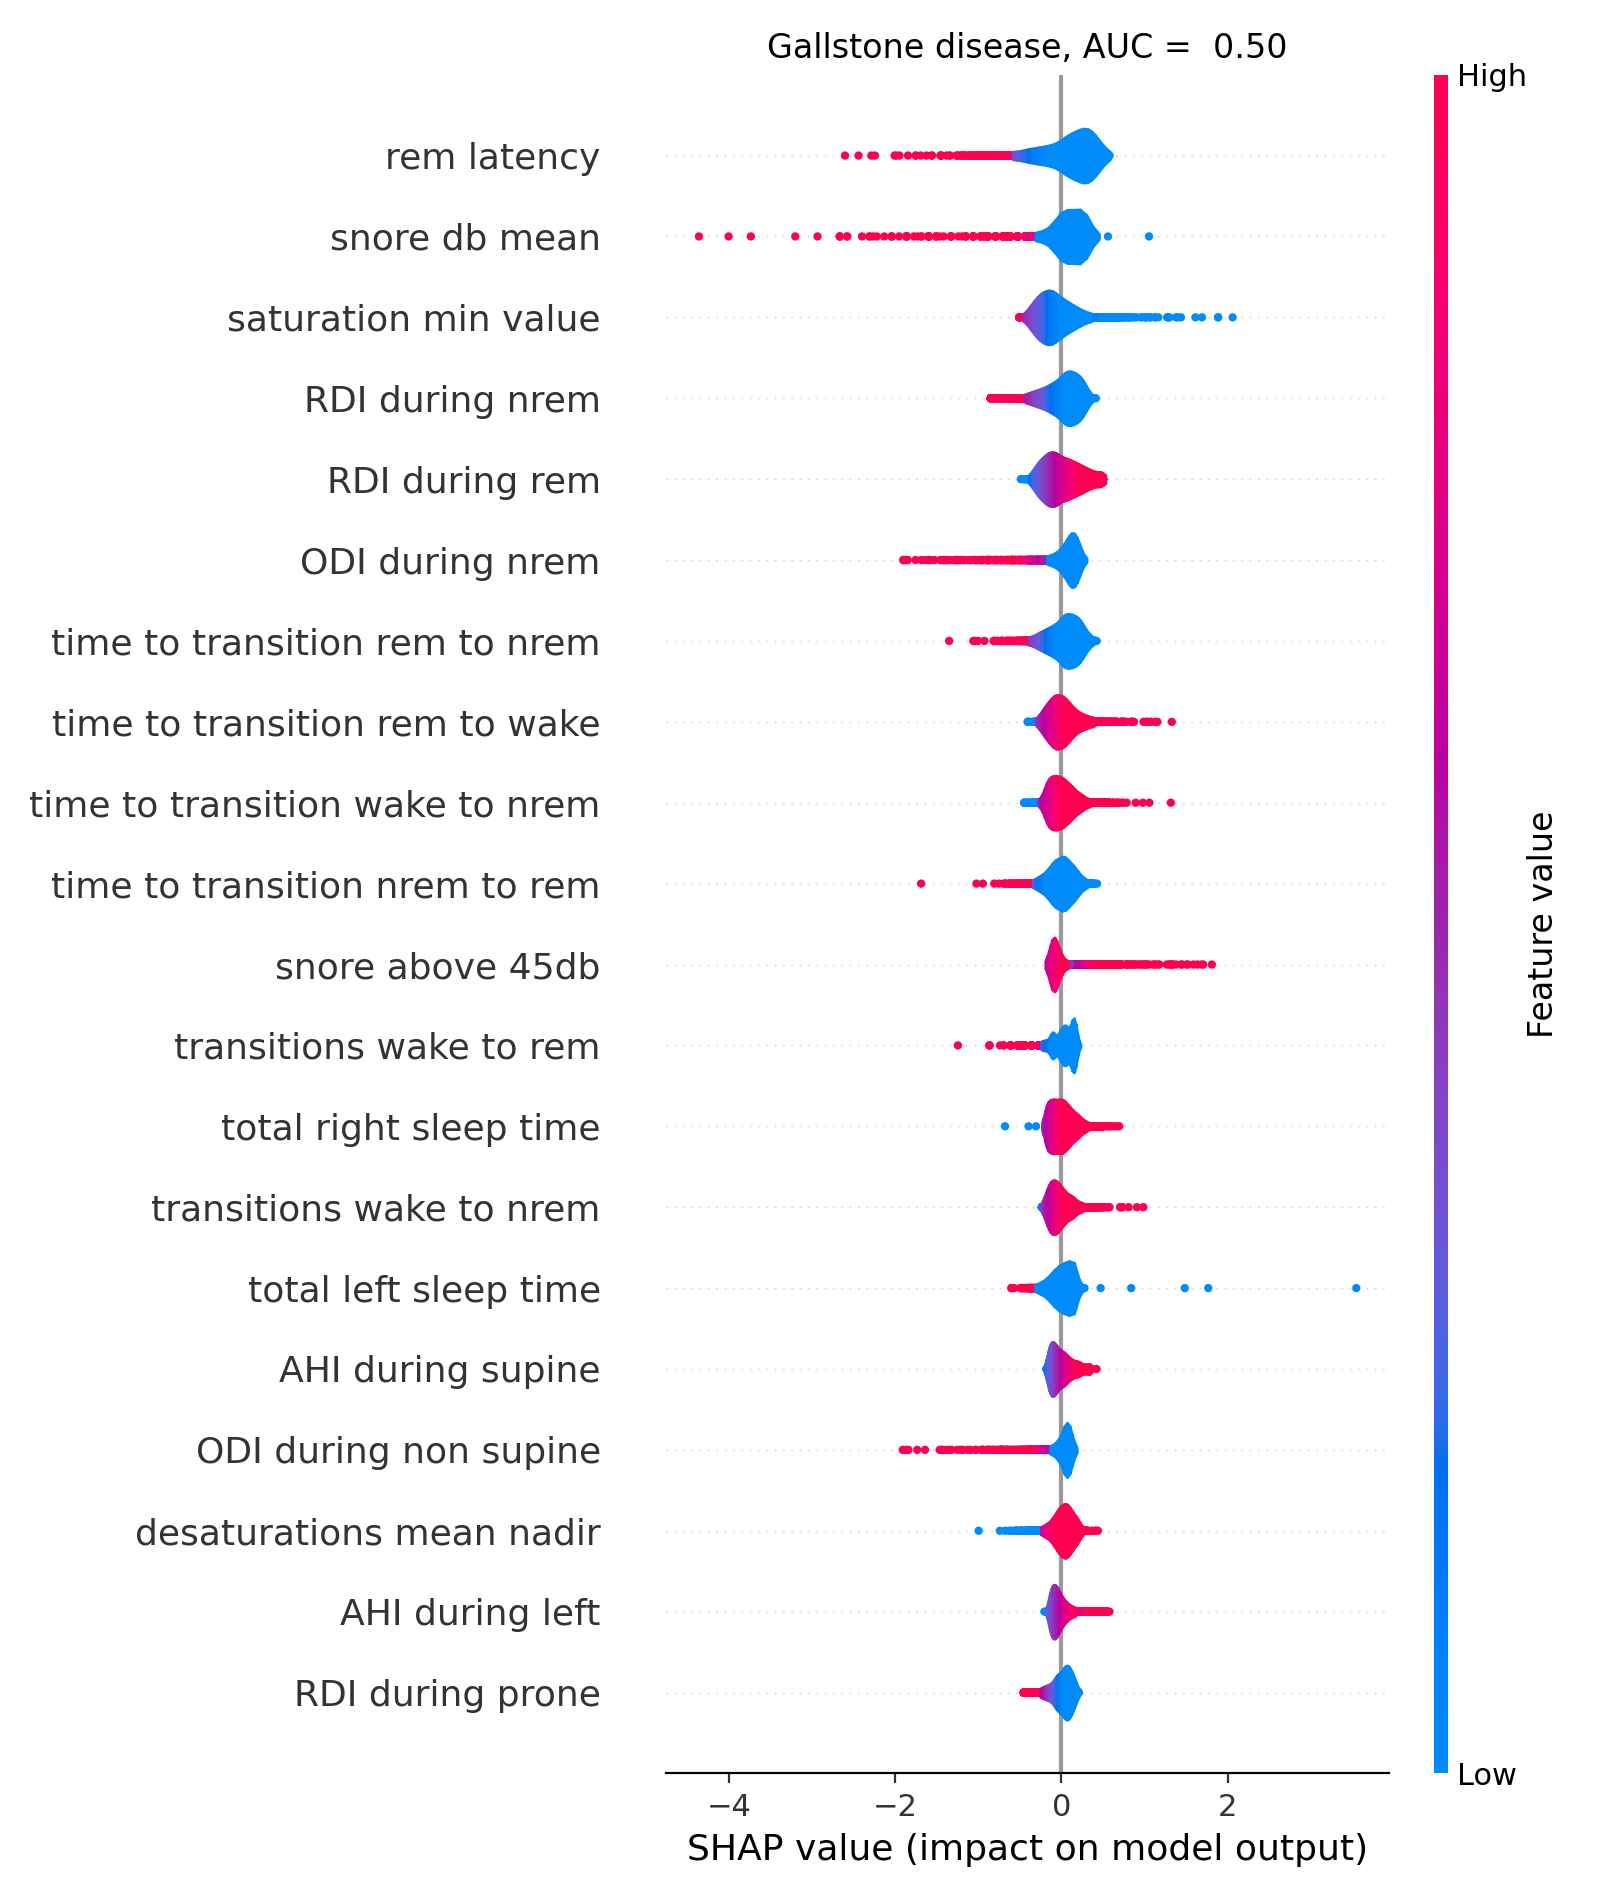 Gallstone disease, AUC =  0.50
High
rem latency
snore db mean
saturation min value
RDI during nrem
RDI during rem
ODI during nrem
time to transition rem to nrem
time to transition rem to wake
time to transition wake to nrem
time to transition nrem to rem
snore above 45db
transitions wake to rem
total right sleep time
transitions wake to nrem
total left sleep time
AHI during supine
ODI during non supine
desaturations mean nadir
AHI during left
RDI during prone
Feature value
Low
−4 −2 0 2
SHAP value (impact on model output)